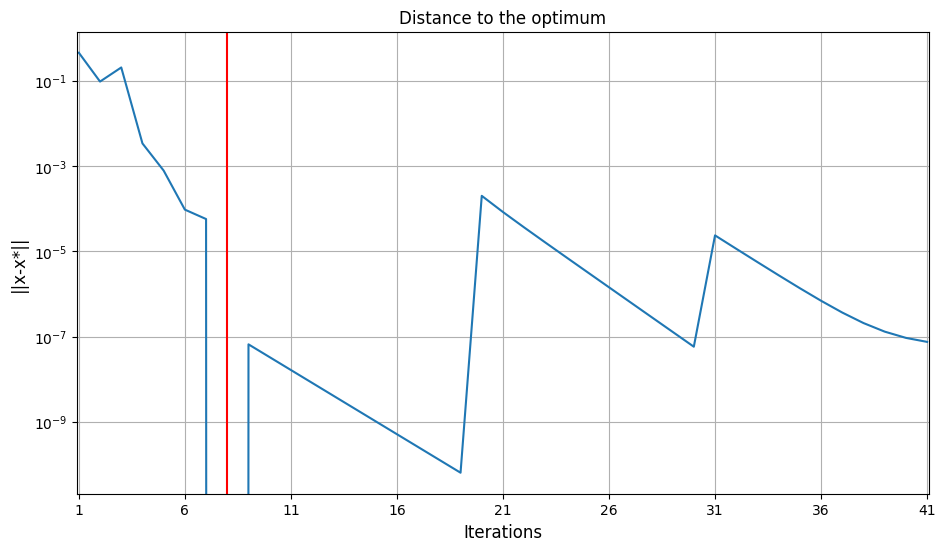 Distance to the optimum
||x-x*||
10⁻¹
10⁻³
10⁻⁵
10⁻⁷
10⁻⁹
1 6 11 16 21 26 31 36 41
Iterations